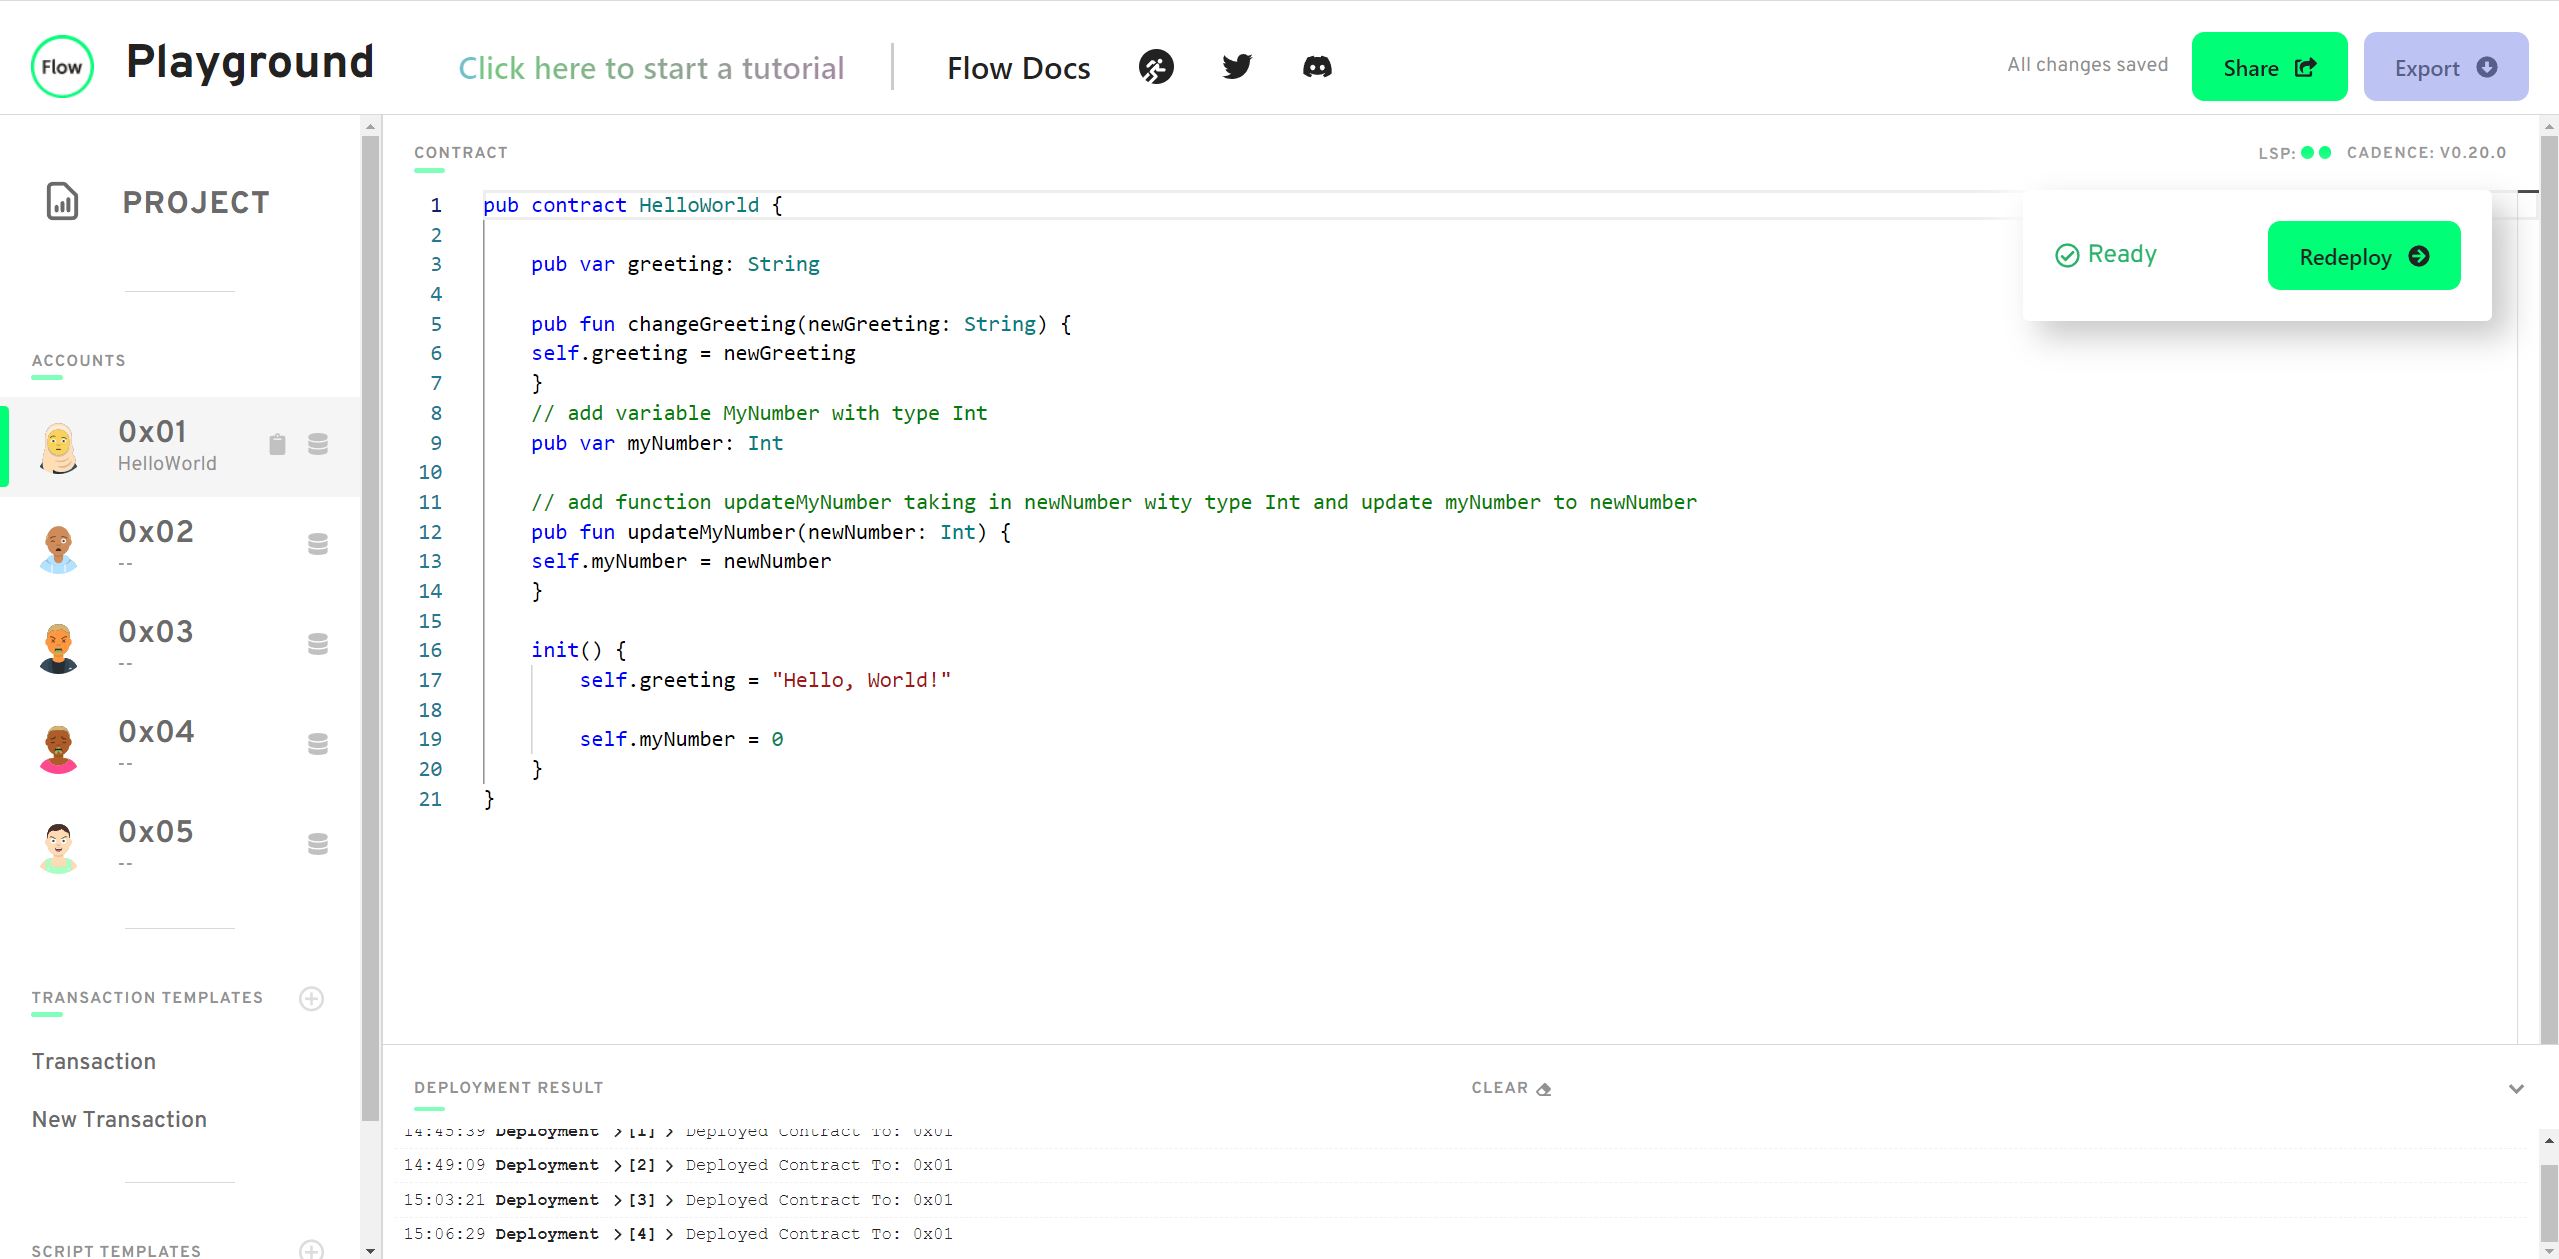 Flow Playground Click here to start a tutorial Flow Docs All changes saved Share Export
PROJECT
ACCOUNTS
0x01
HelloWorld
0x02
--
0x03
--
0x04
--
0x05
--
TRANSACTION TEMPLATES
Transaction
New Transaction
SCRIPT TEMPLATES
CONTRACT
LSP: CADENCE: V0.20.0
Ready Redeploy
1 pub contract HelloWorld {
2
3 pub var greeting: String
4
5 pub fun changeGreeting(newGreeting: String) {
6 self.greeting = newGreeting
7 }
8 // add variable MyNumber with type Int
9 pub var myNumber: Int
10
11 // add function updateMyNumber taking in newNumber wity type Int and update myNumber to newNumber
12 pub fun updateMyNumber(newNumber: Int) {
13 self.myNumber = newNumber
14 }
15
16 init() {
17 self.greeting = "Hello, World!"
18
19 self.myNumber = 0
20 }
21 }
DEPLOYMENT RESULT CLEAR
14:45:39 Deployment > [1] > Deployed Contract To: 0x01
14:49:09 Deployment > [2] > Deployed Contract To: 0x01
15:03:21 Deployment > [3] > Deployed Contract To: 0x01
15:06:29 Deployment > [4] > Deployed Contract To: 0x01